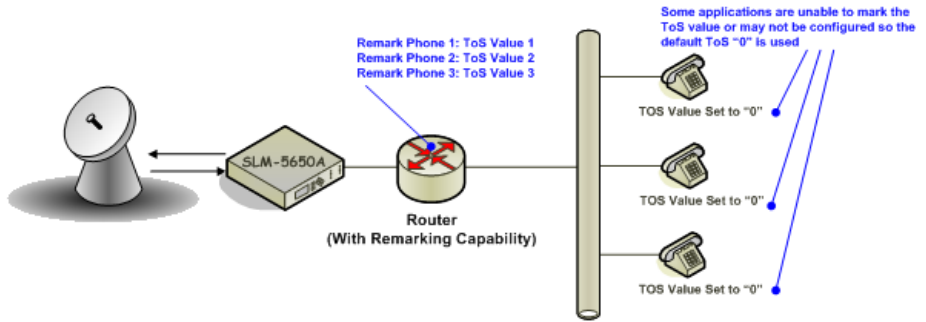 Some applications are unable to mark the
ToS value or may not be configured so the
default ToS “0” is used
Remark Phone 1: ToS Value 1
Remark Phone 2: ToS Value 2
Remark Phone 3: ToS Value 3
TOS Value Set to “0”
SLM-5650A
TOS Value Set to “0”
Router
(With Remarking Capability)
TOS Value Set to “0”